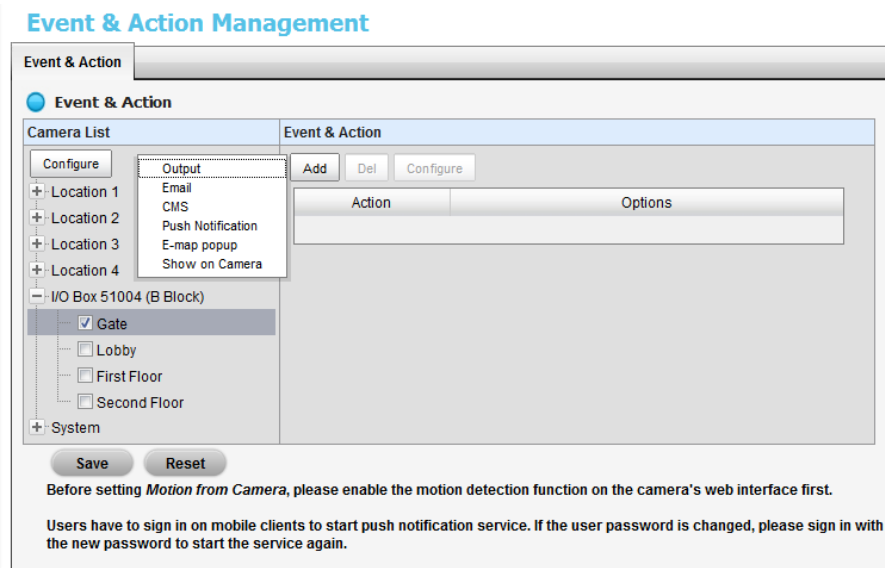 Event & Action Management
Event & Action
Event & Action
Camera List
Event & Action
Configure
Output
Email
CMS
Push Notification
E-map popup
Show on Camera
Add
Del
Configure
Action
Options
Location 1
Location 2
Location 3
Location 4
I/O Box 51004 (B Block)
Gate
Lobby
First Floor
Second Floor
System
Save
Reset
Before setting Motion from Camera, please enable the motion detection function on the camera's web interface first.
Users have to sign in on mobile clients to start push notification service. If the user password is changed, please sign in with
the new password to start the service again.